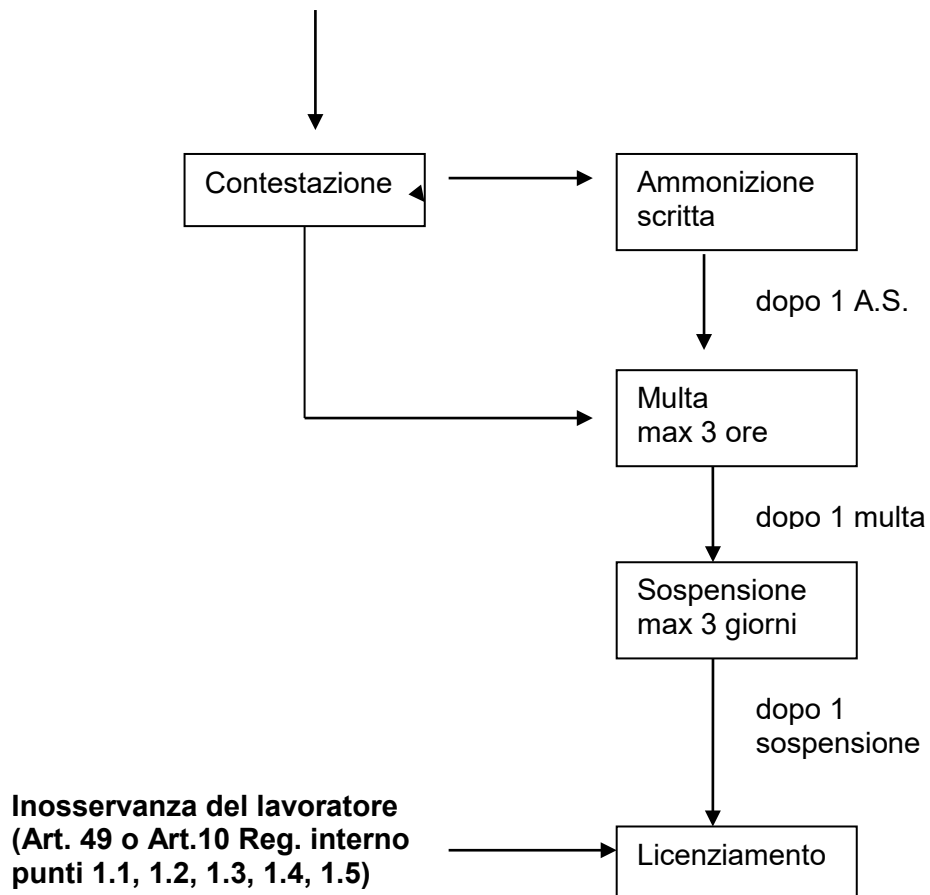 Contestazione
Ammonizione
scritta
dopo 1 A.S.
Multa
max 3 ore
dopo 1 multa
Sospensione
max 3 giorni
dopo 1
sospensione
Inosservanza del lavoratore
(Art. 49 o Art.10 Reg. interno
punti 1.1, 1.2, 1.3, 1.4, 1.5)
Licenziamento